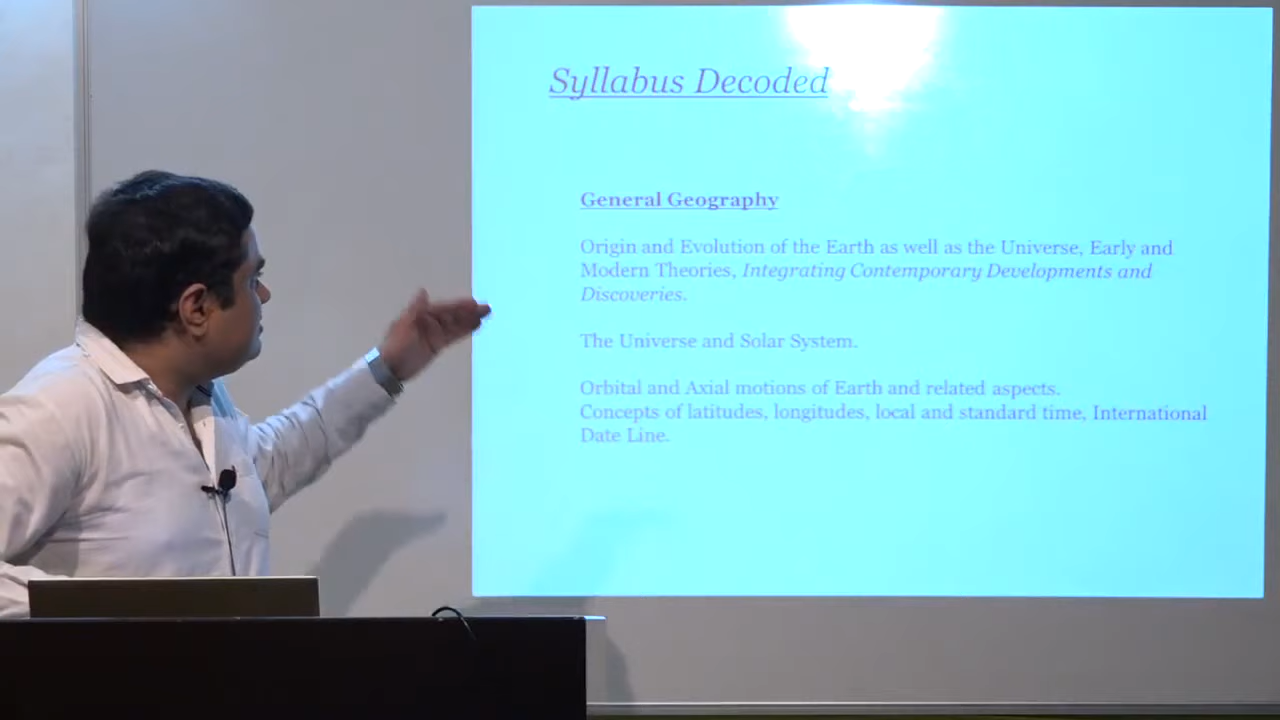 Syllabus Decoded
General Geography
Origin and Evolution of the Earth as well as the Universe, Early and
Modern Theories, Integrating Contemporary Developments and
Discoveries.
The Universe and Solar System.
Orbital and Axial motions of Earth and related aspects.
Concepts of latitudes, longitudes, local and standard time, International
Date Line.